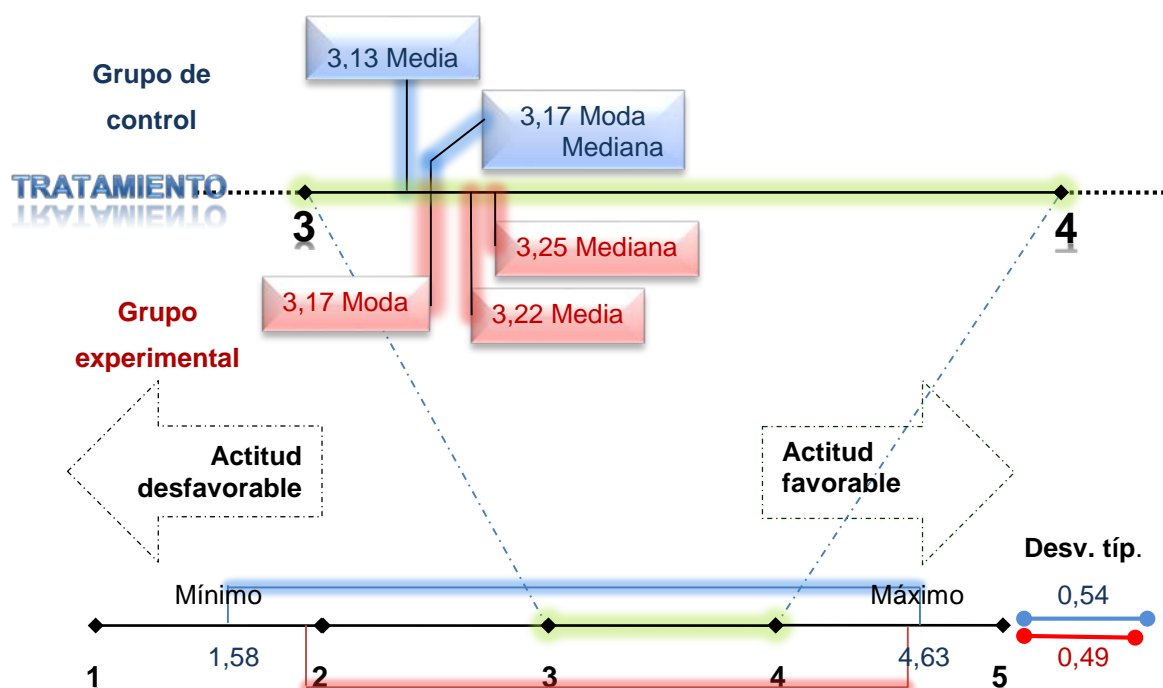 3,13 Media
Grupo de
control
3,17 Moda
Mediana
TRATAMIENTO
3
4
3,25 Mediana
3,17 Moda
3,22 Media
Grupo
experimental
Actitud
desfavorable
Actitud
favorable
Desv. típ.
Mínimo
Máximo
0,54
1,58
4,63
0,49
1
2
3
4
5